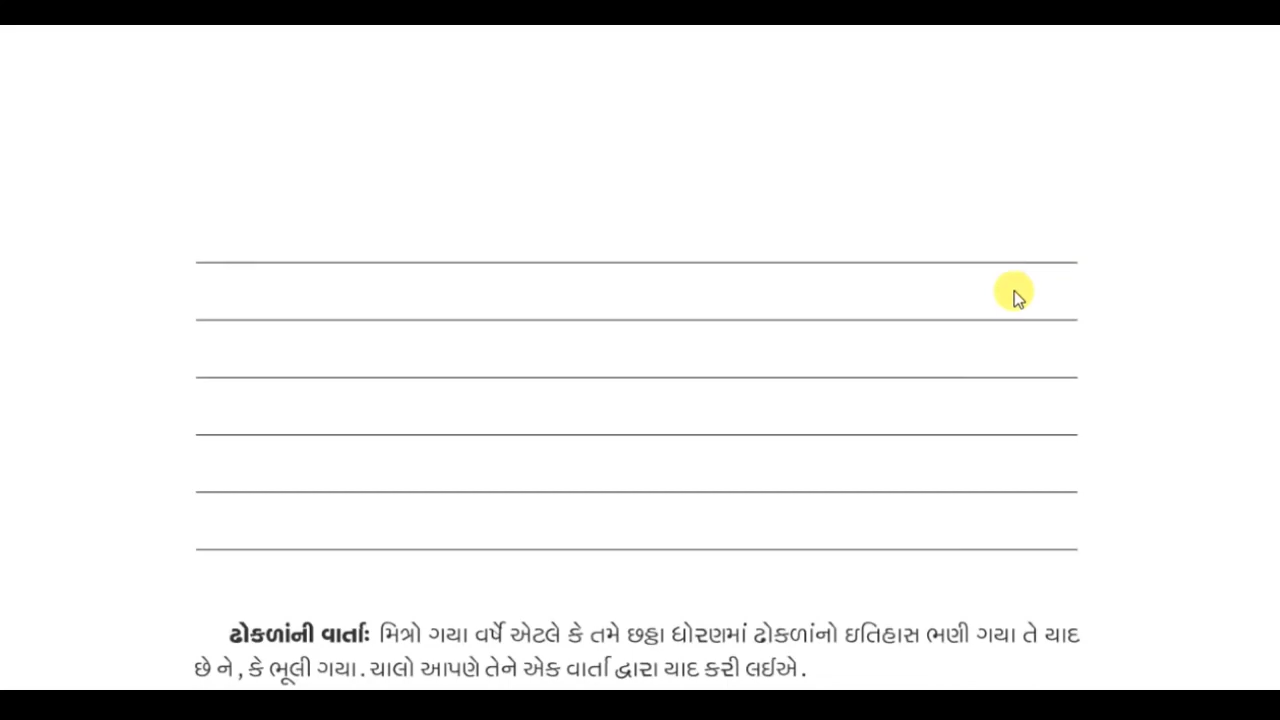 ઢોકળાંની વાર્તાઃ મિત્રો ગયા વર્ષે એટલે કે તમે છઠ્ઠા ધોરણમાં ઢોકળાંનો ઇતિહાસ ભણી ગયા તે યાદ
છે ને, કે ભૂલી ગયા. ચાલો આપણે તેને એક વાર્તા દ્વારા યાદ કરી લઈએ.